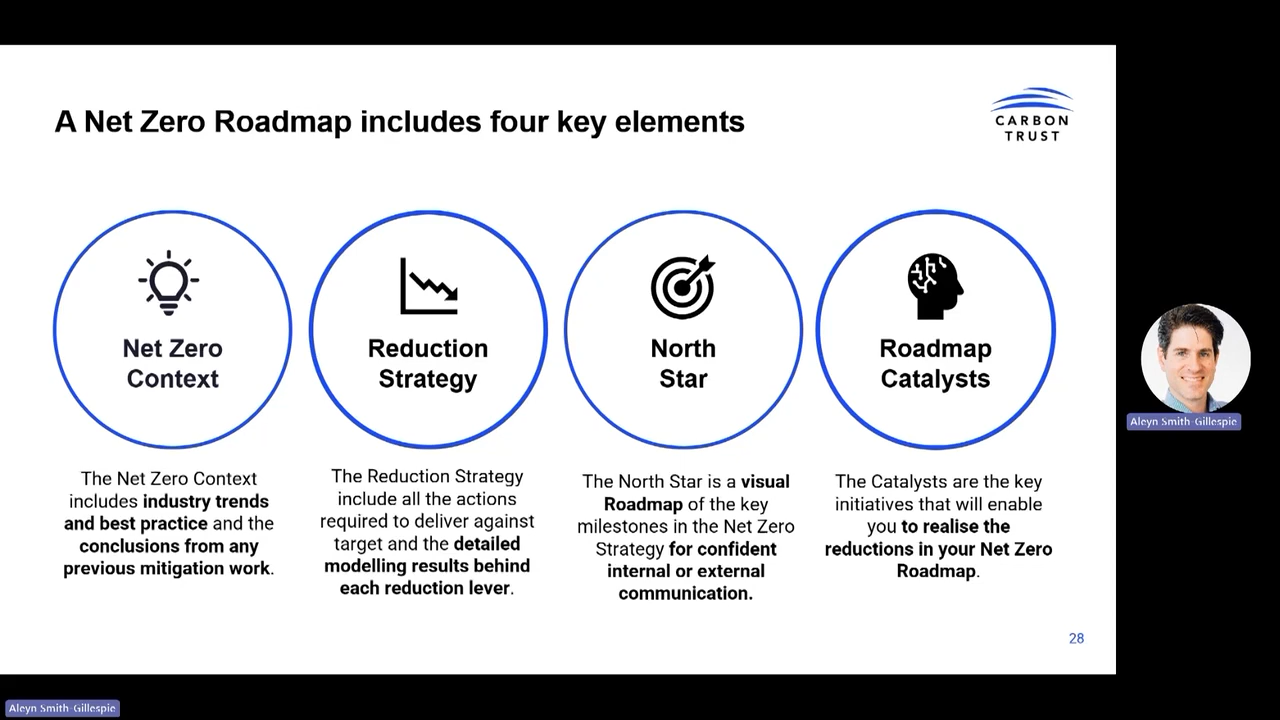 A Net Zero Roadmap includes four key elements
CARBON
TRUST
Net Zero
Context
The Net Zero Context
includes industry trends
and best practice and the
conclusions from any
previous mitigation work.
Reduction
Strategy
The Reduction Strategy
include all the actions
required to deliver against
target and the detailed
modelling results behind
each reduction lever.
North
Star
The North Star is a visual
Roadmap of the key
milestones in the Net Zero
Strategy for confident
internal or external
communication.
Roadmap
Catalysts
The Catalysts are the key
initiatives that will enable
you to realise the
reductions in your Net Zero
Roadmap.
28
Aleyn Smith-Gillespie
Aleyn Smith-Gillespie